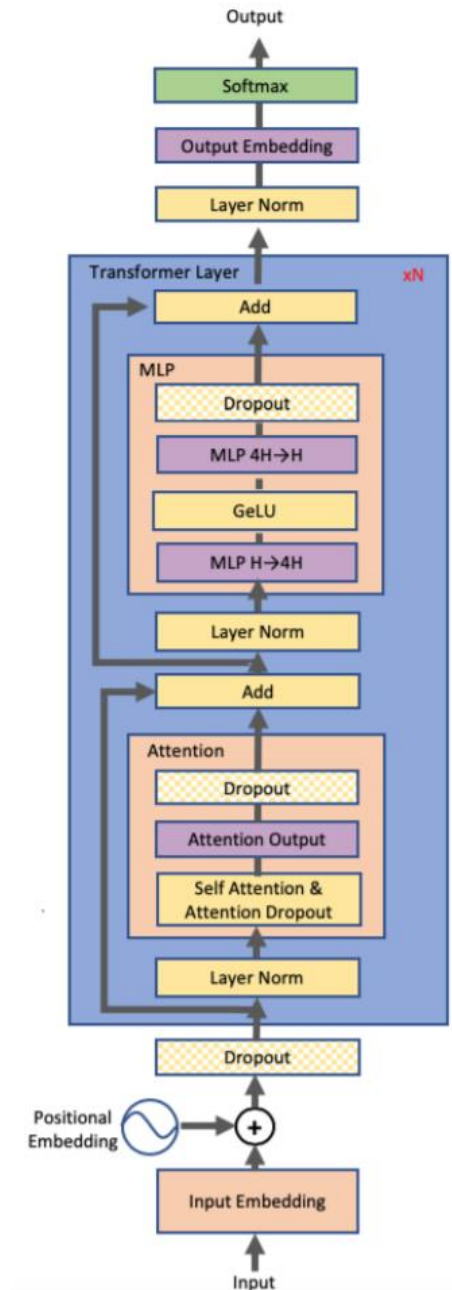 Output
Softmax
Output Embedding
Layer Norm
Transformer Layer
xN
Add
MLP
Dropout
MLP 4H→H
GeLU
MLP H→4H
Layer Norm
Add
Attention
Dropout
Attention Output
Self Attention &
Attention Dropout
Layer Norm
Dropout
Positional
Embedding
+
Input Embedding
Input